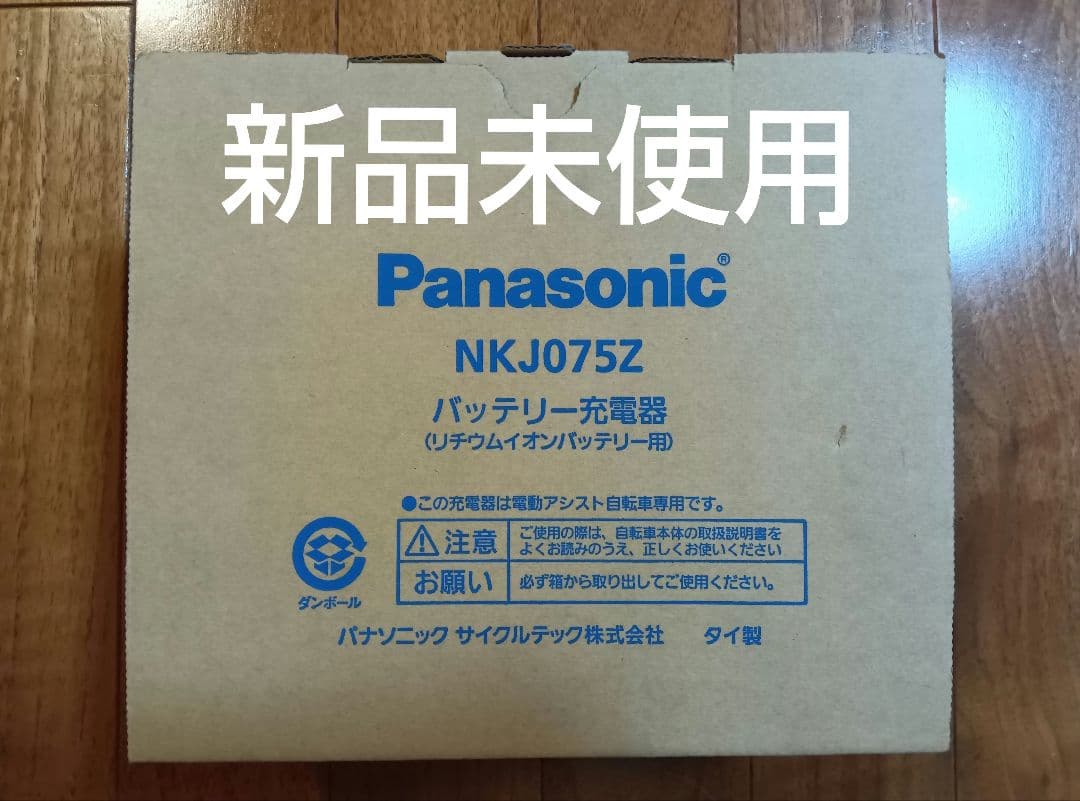 新品未使用
Panasonic®
NKJ075Z
バッテリー充電器
(リチウムイオンバッテリー用)
●この充電器は電動アシスト自転車専用です。
注意
ご使用の際は、自転車本体の取扱説明書を
よくお読みのうえ、正しくお使いください
お願い
必ず箱から取り出してご使用ください。
ダンボール
パナソニック サイクルテック株式会社 タイ製